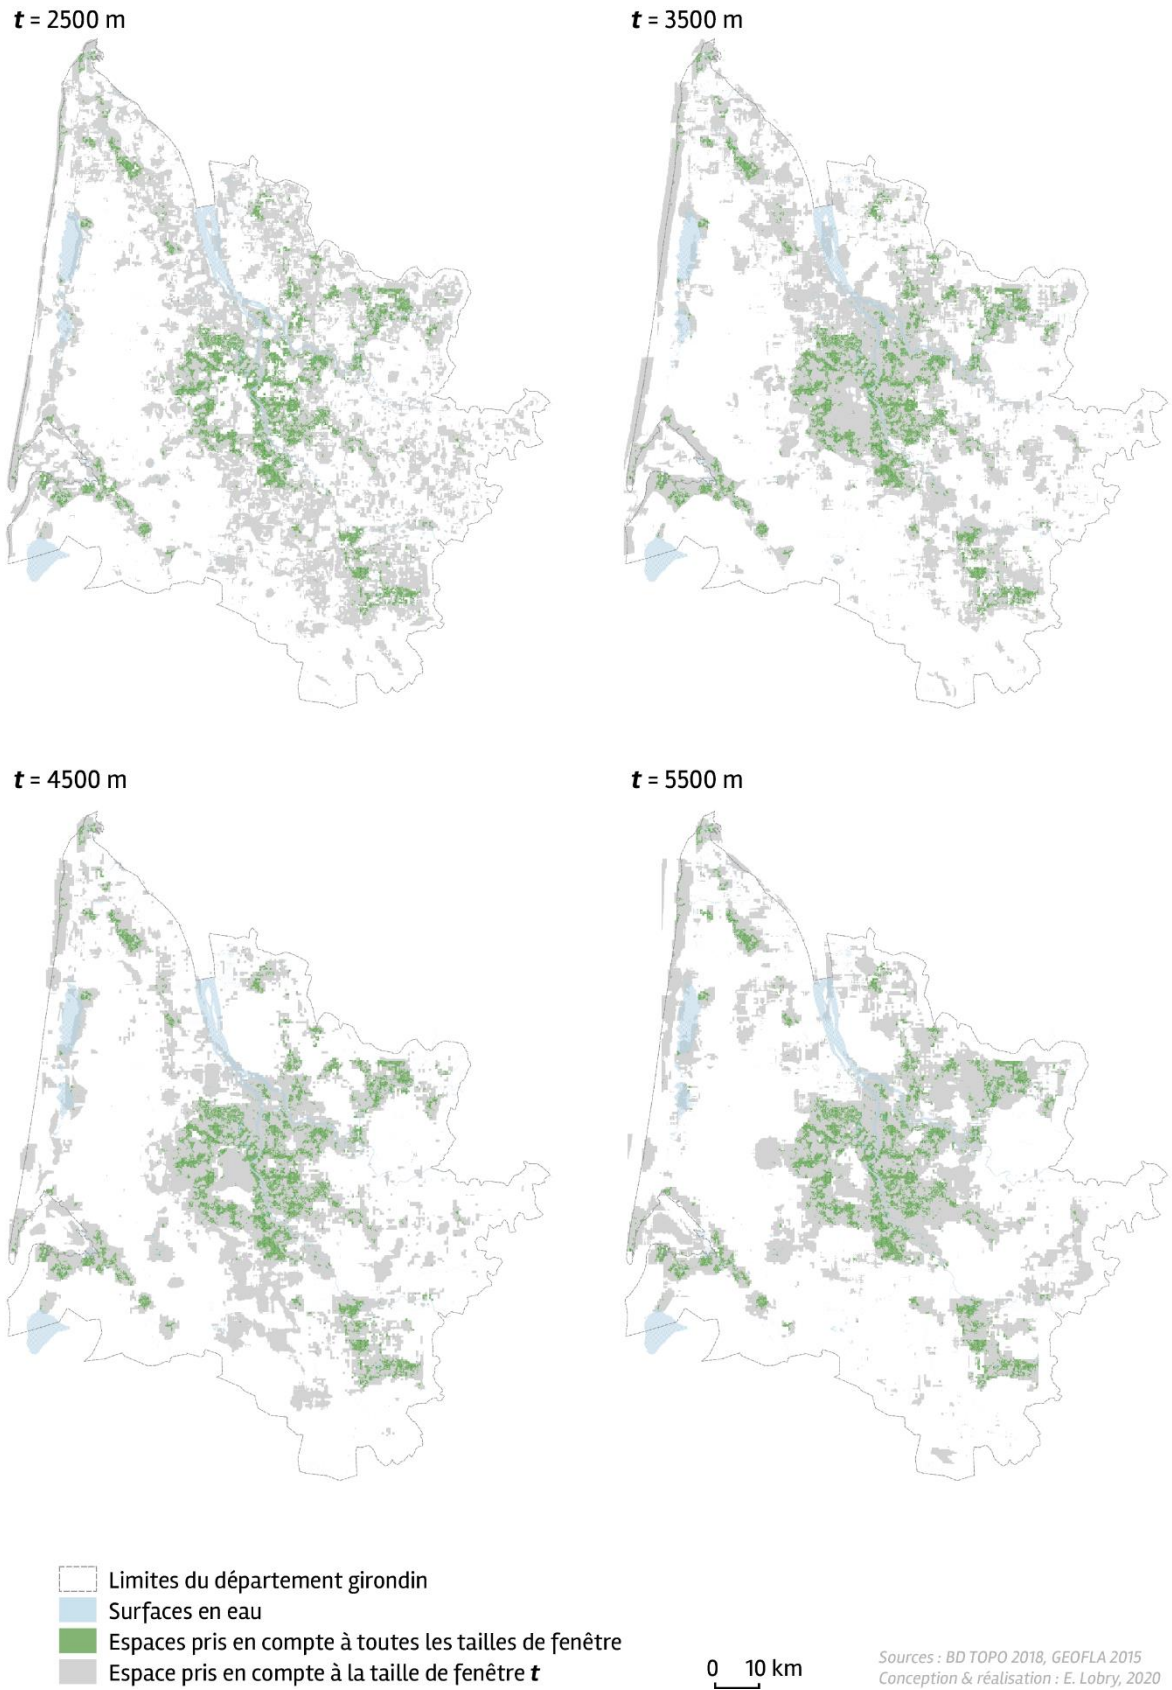 t = 2500 m
t = 3500 m
t = 4500 m
t = 5500 m
Limites du département girondin
Surfaces en eau
Espaces pris en compte à toutes les tailles de fenêtre
Espace pris en compte à la taille de fenêtre t
0 10 km
Sources : BD TOPO 2018, GEOFLA 2015
Conception & réalisation : E. Lobry, 2020